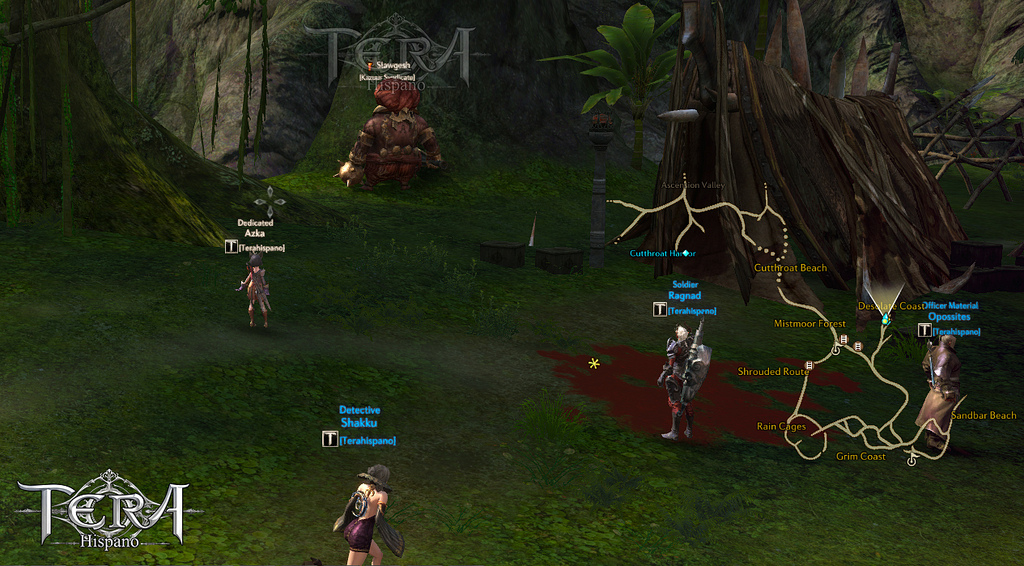 TERA
Hispano
Slawgesh
Dedicated
Azka
T [Terahispano]
Ascension Valley
Cutthroat Harbor
Cutthroat Beach
Soldier
Ragnad
T [Terahispano]
Desolate Coast
Officer Material
Opossites
T [Terahispano]
Mistmoor Forest
Shrouded Route
Sandbar Beach
Rain Cages
Grim Coast
Detective
Shakku
T [Terahispano]
TERA
Hispano